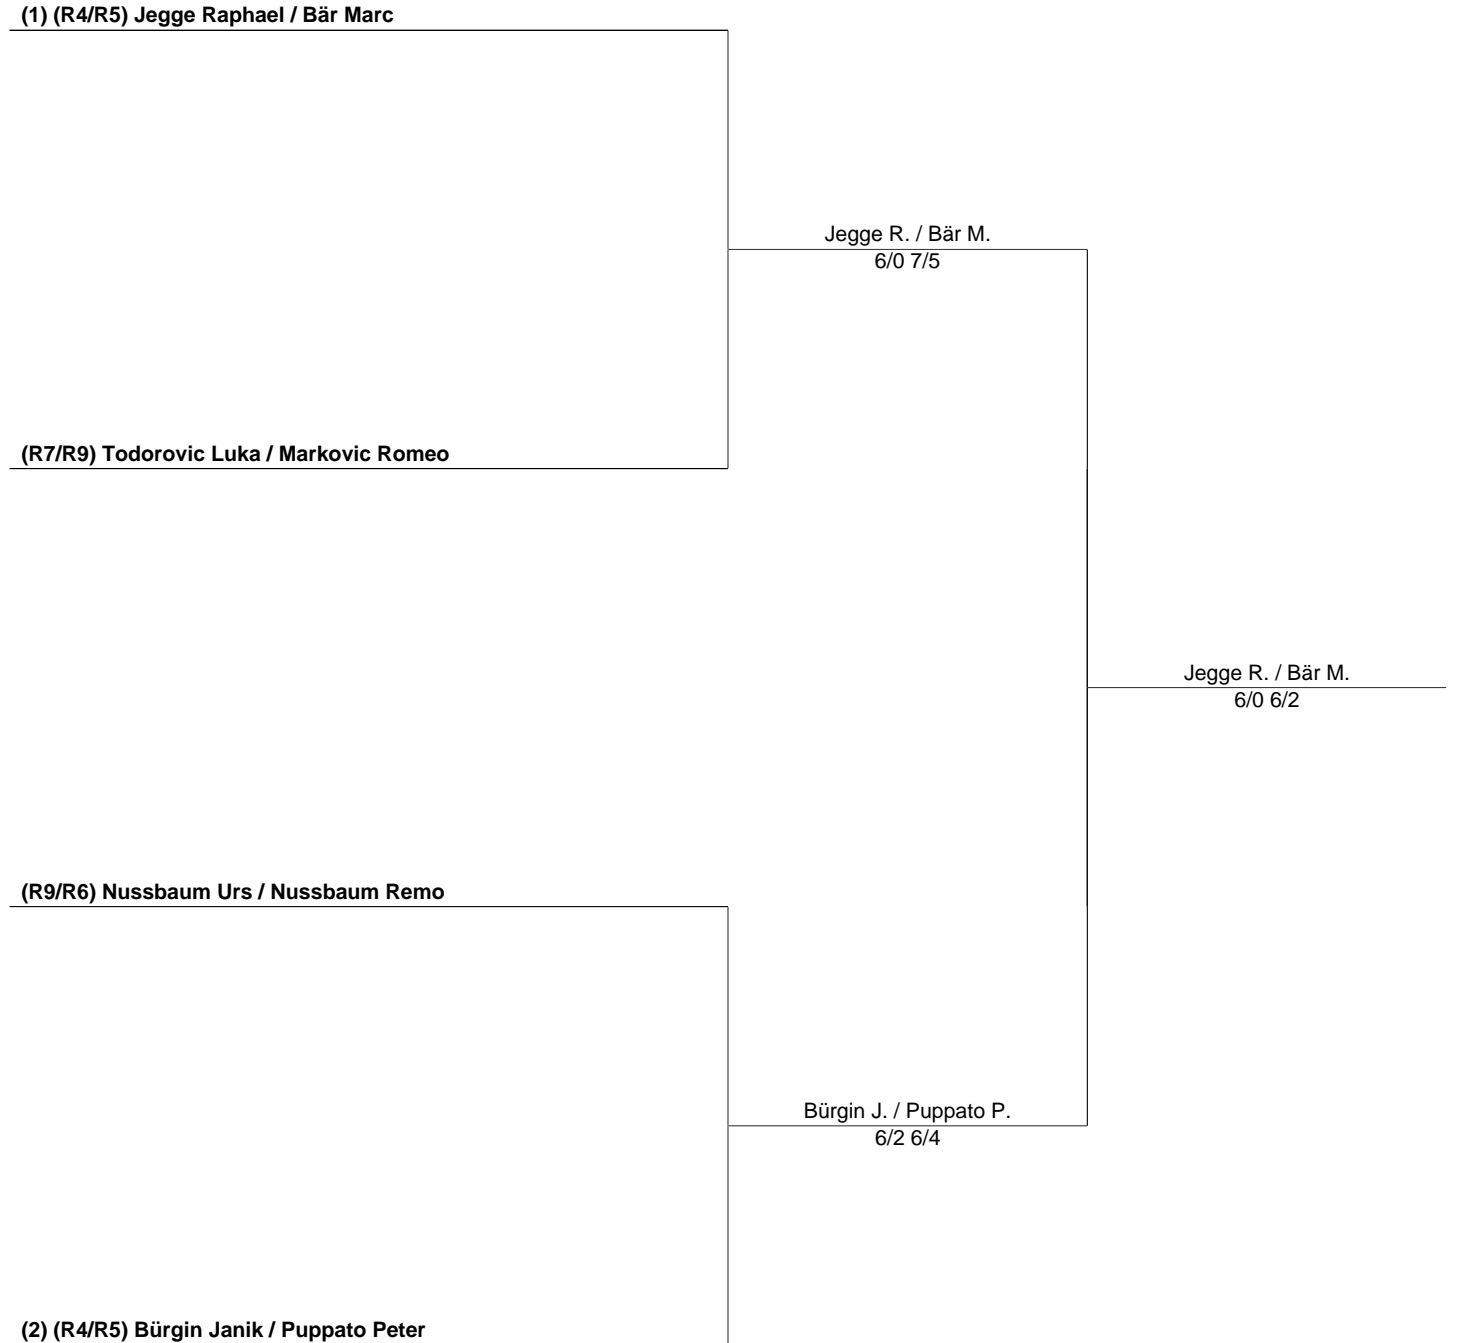 (1) (R4/R5) Jegge Raphael / Bär Marc
Jegge R. / Bär M.
6/0 7/5
(R7/R9) Todorovic Luka / Markovic Romeo
Jegge R. / Bär M.
6/0 6/2
(R9/R6) Nussbaum Urs / Nussbaum Remo
Bürgin J. / Puppato P.
6/2 6/4
(2) (R4/R5) Bürgin Janik / Puppato Peter